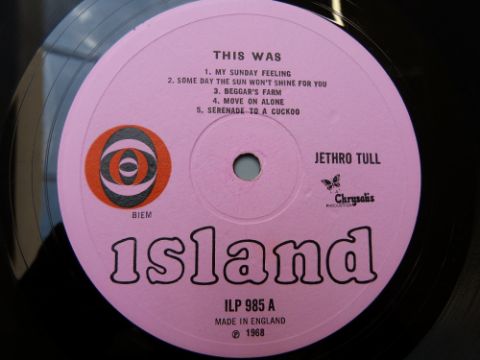 THIS WAS
1. MY SUNDAY FEELING
2. SOME DAY THE SUN WON'T SHINE FOR YOU
3. BEGGAR'S FARM
4. MOVE ON ALONE
5. SERENADE TO A CUCKOO
JETHRO TULL
BIEM
Chrysalis
island
ILP 985 A
MADE IN ENGLAND
℗ 1968